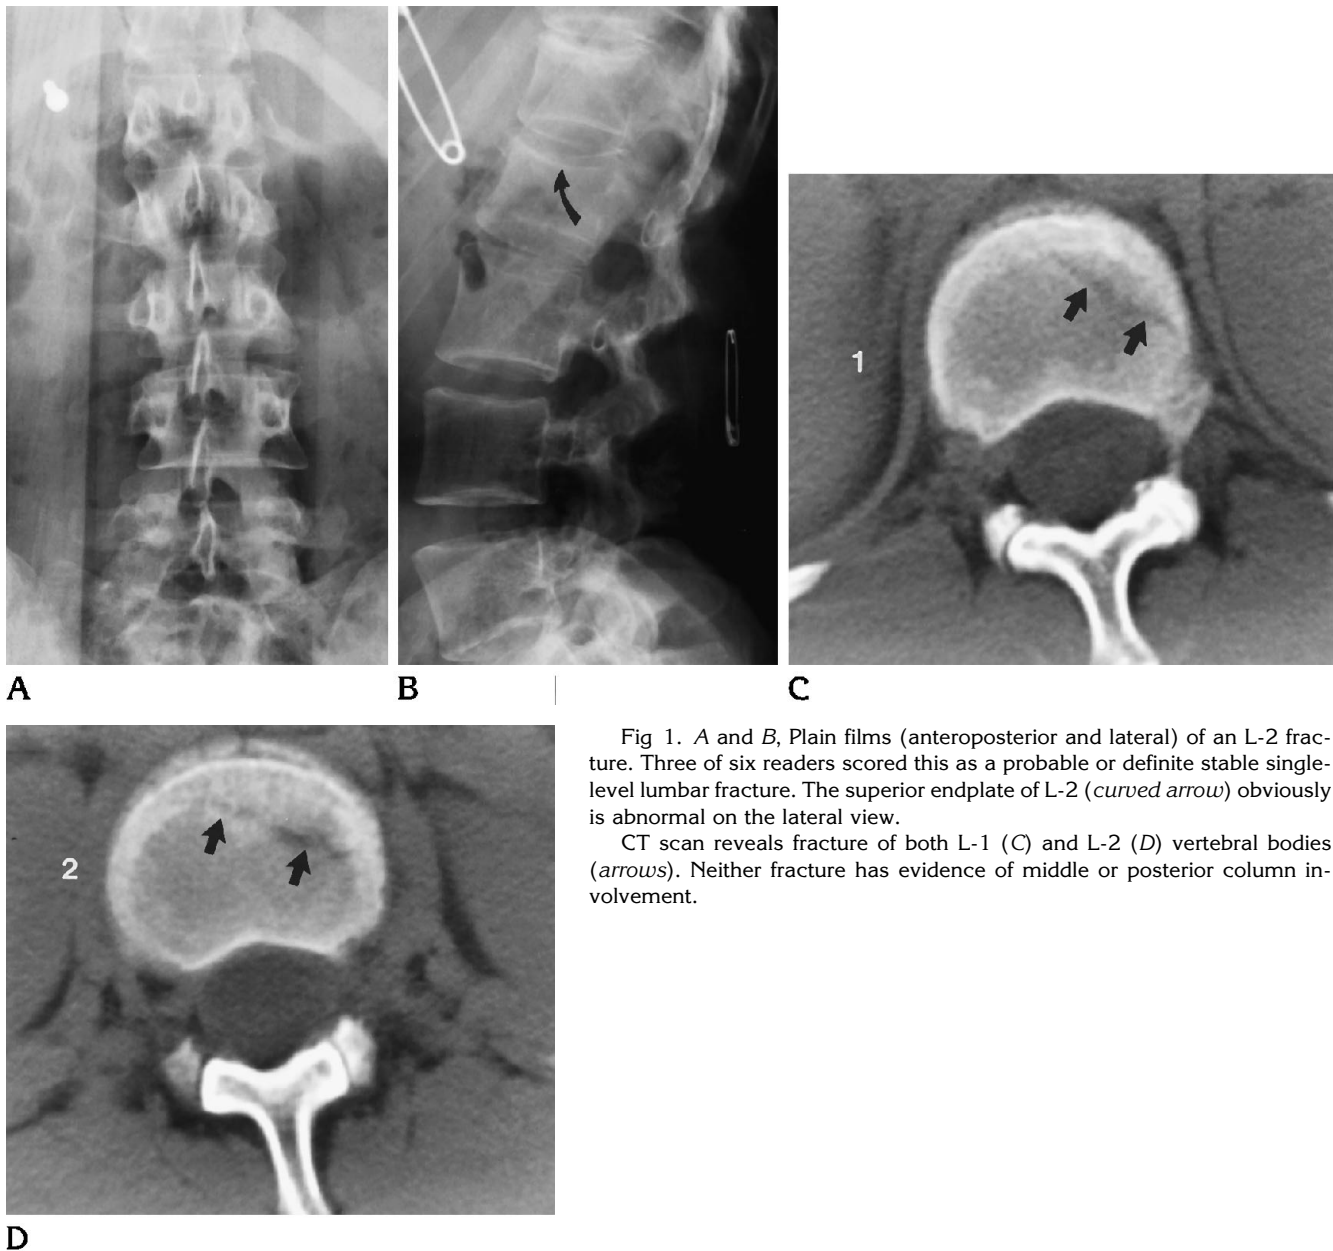 1
A
B
C
2
D
Fig 1. A and B, Plain films (anteroposterior and lateral) of an L-2 frac-
ture. Three of six readers scored this as a probable or definite stable single-
level lumbar fracture. The superior endplate of L-2 (curved arrow) obviously
is abnormal on the lateral view.
CT scan reveals fracture of both L-1 (C) and L-2 (D) vertebral bodies
(arrows). Neither fracture has evidence of middle or posterior column in-
volvement.